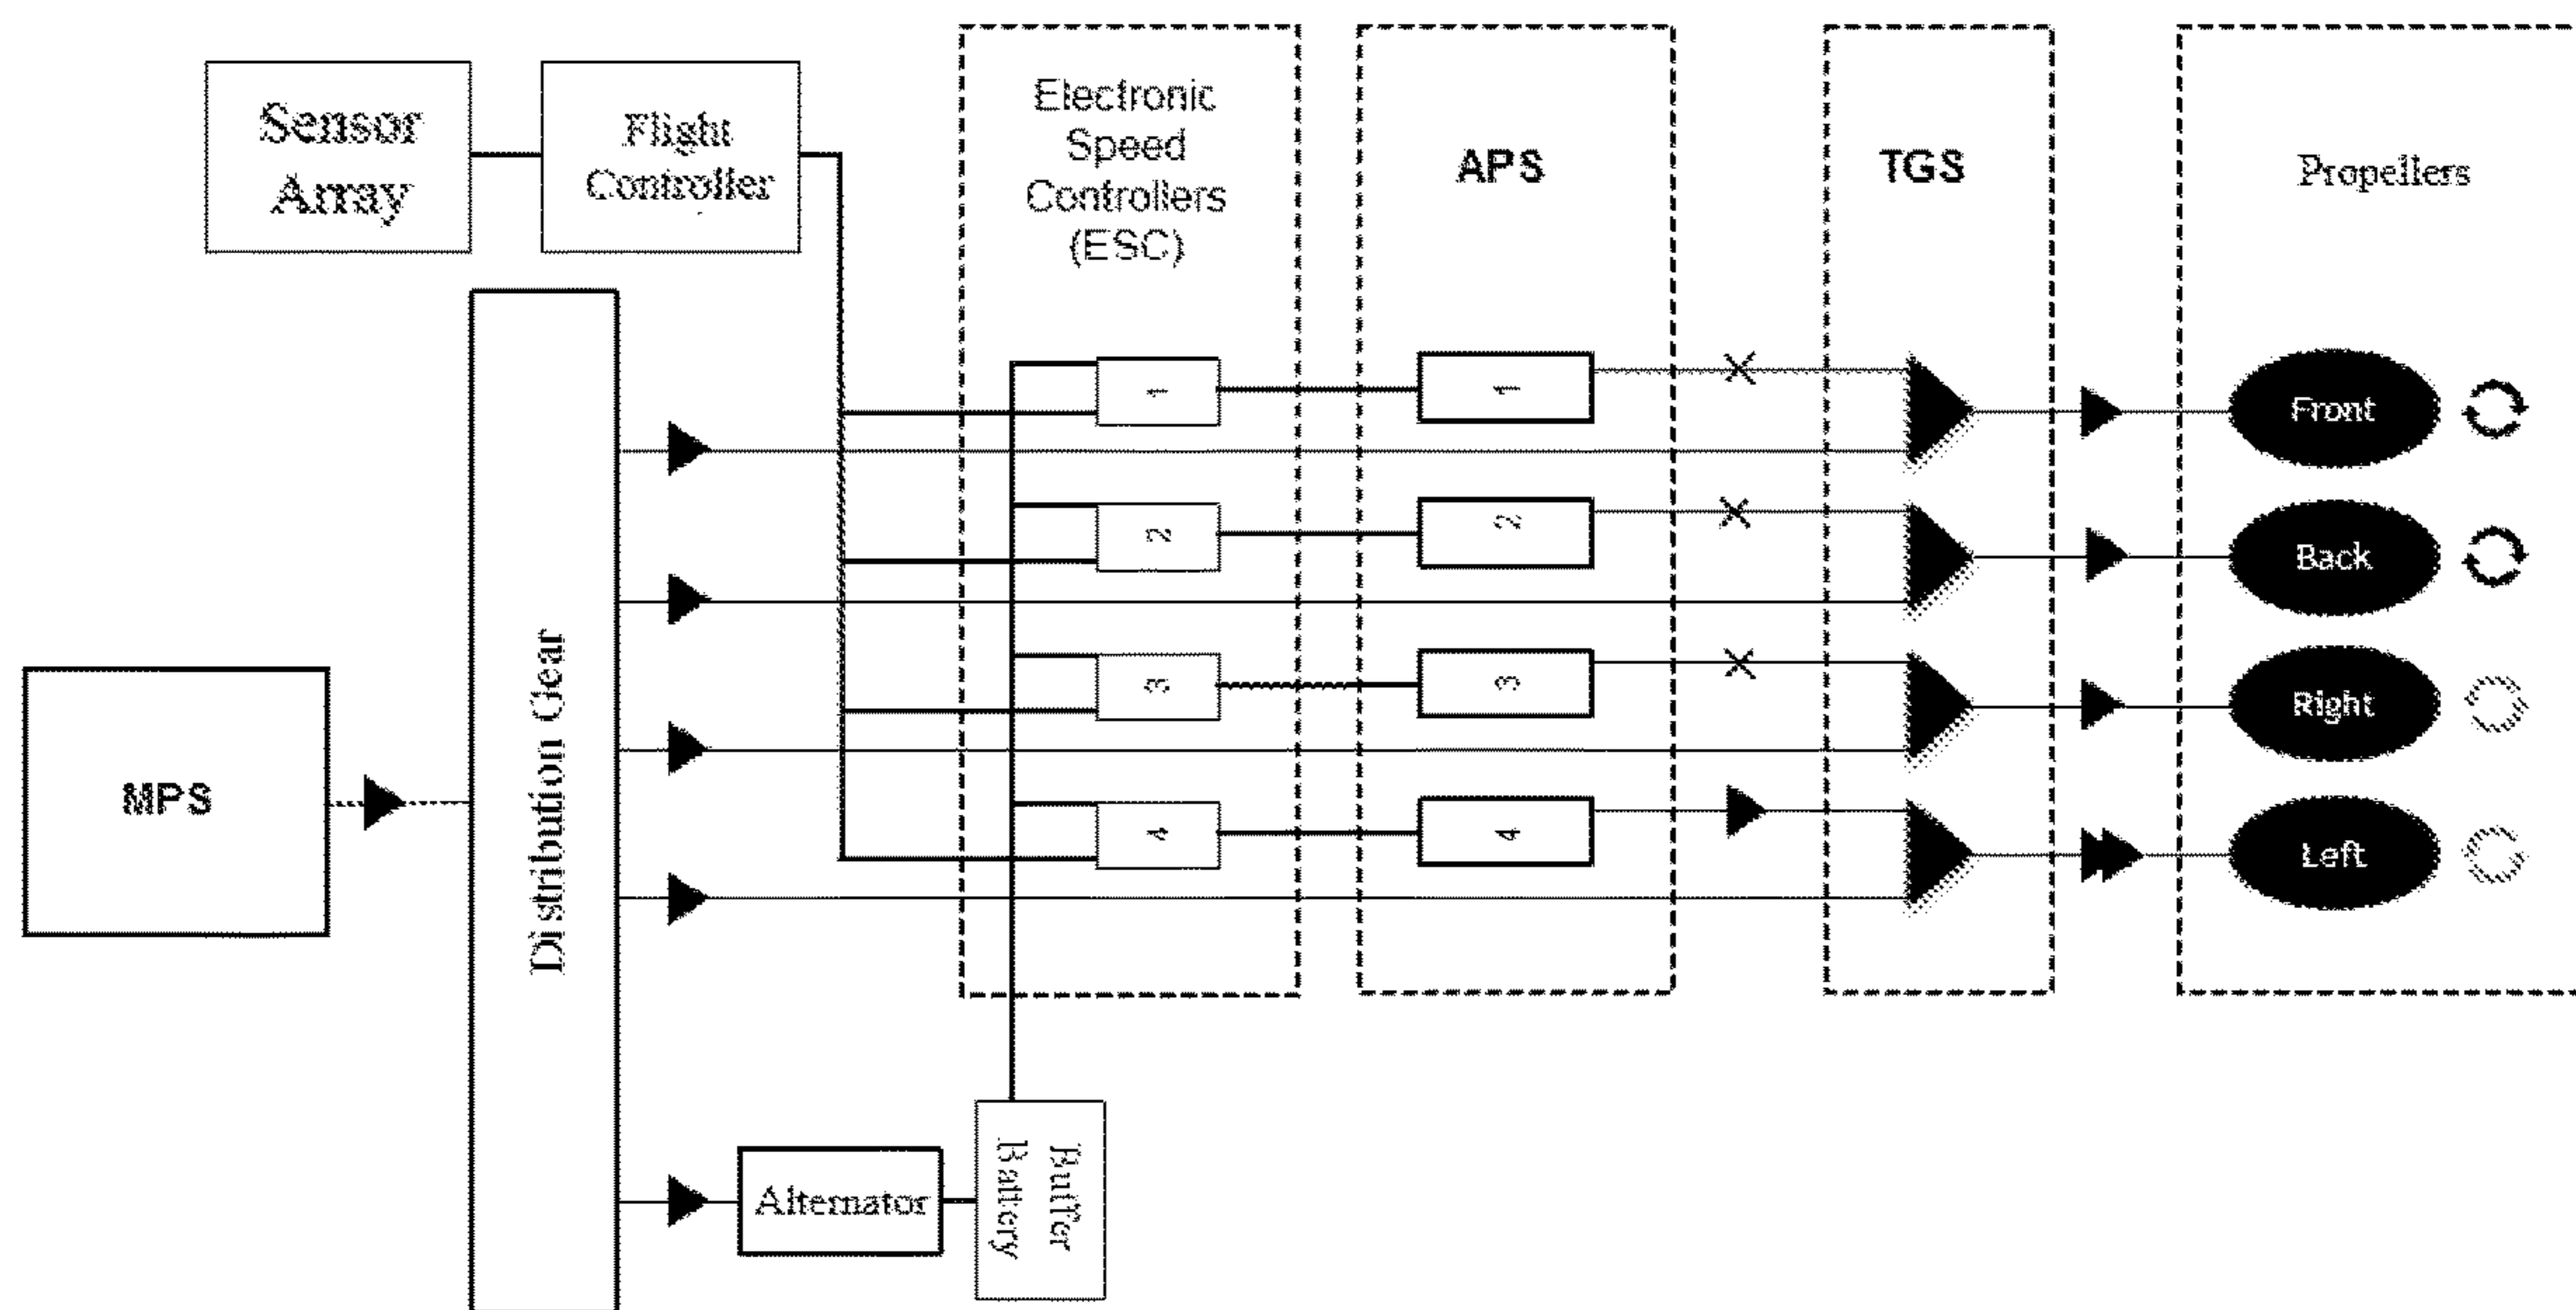 Sensor
Array
Flight
Controller
Electronic
Speed
Controllers
(ESC)
APS
TGS
Propellers
1
1
Front
2
2
Back
3
3
Right
4
4
Left
MPS
Distribution Gear
Alternator
Buffer
Battery